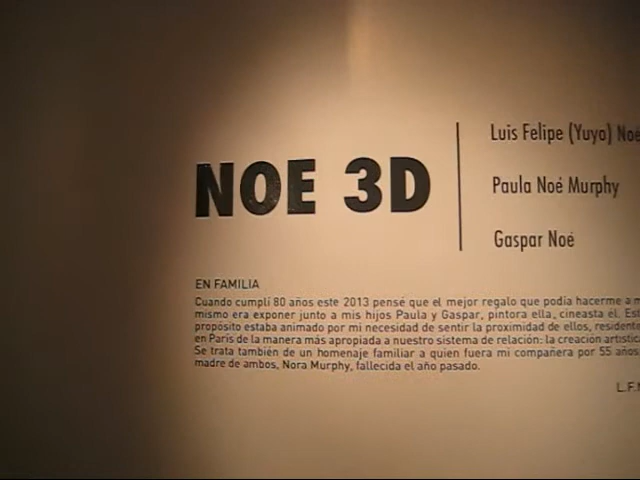 NOE 3D
Luis Felipe (Yuyo) Noé
Paula Noé Murphy
Gaspar Noé
EN FAMILIA
Cuando cumplí 80 años este 2013 pensé que el mejor regalo que podía hacerme a
mismo era exponer junto a mis hijos Paula y Gaspar, pintora ella, cineasta él.
propósito estaba animado por mi necesidad de sentir la proximidad de ellos,
en París de la manera más apropiada a nuestro sistema de relación: la creación
Se trata también de un homenaje familiar a quien fuera mi compañera por 55 años
madre de ambos, Nora Murphy, fallecida el año pasado.